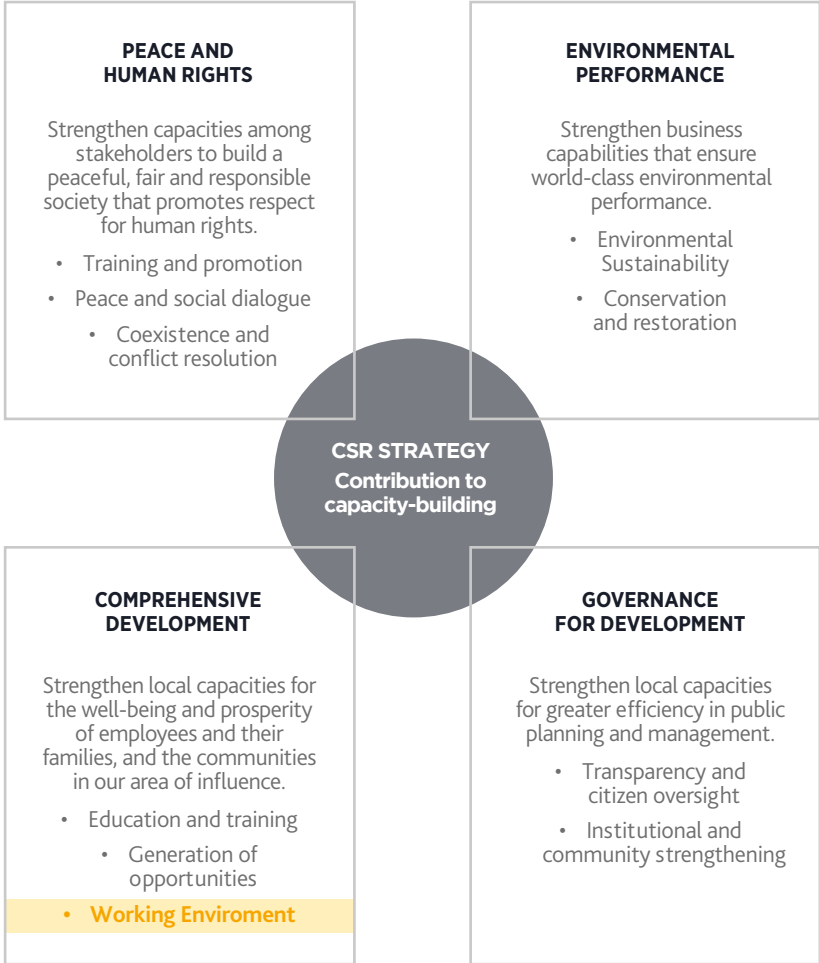 PEACE AND
HUMAN RIGHTS
Strengthen capacities among
stakeholders to build a
peaceful, fair and responsible
society that promotes respect
for human rights.
• Training and promotion
• Peace and social dialogue
• Coexistence and
conflict resolution
ENVIRONMENTAL
PERFORMANCE
Strengthen business
capabilities that ensure
world-class environmental
performance.
• Environmental
Sustainability
• Conservation
and restoration
CSR STRATEGY
Contribution to
capacity-building
COMPREHENSIVE
DEVELOPMENT
Strengthen local capacities for
the well-being and prosperity
of employees and their
families, and the communities
in our area of influence.
• Education and training
• Generation of
opportunities
• Working Enviroment
GOVERNANCE
FOR DEVELOPMENT
Strengthen local capacities
for greater efficiency in public
planning and management.
• Transparency and
citizen oversight
• Institutional and
community strengthening